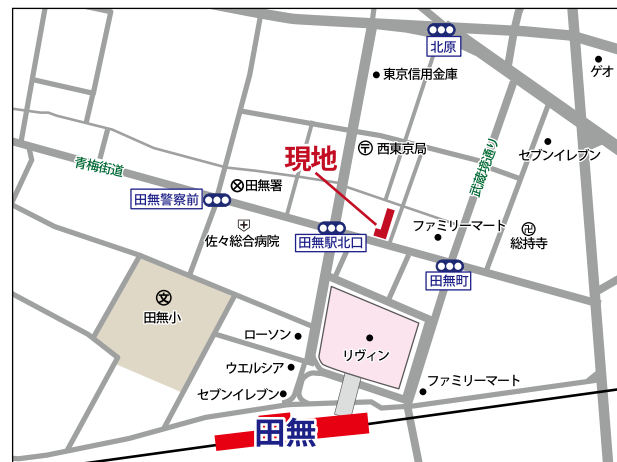 北原
東京信用金庫
ゲオ
西東京局
武蔵境通り
セブンイレブン
現地
青梅街道
田無署
田無警察前
佐々総合病院
田無駅北口
ファミリーマート
総持寺
田無町
田無小
ローソン
リヴィン
ウエルシア
セブンイレブン
ファミリーマート
田無